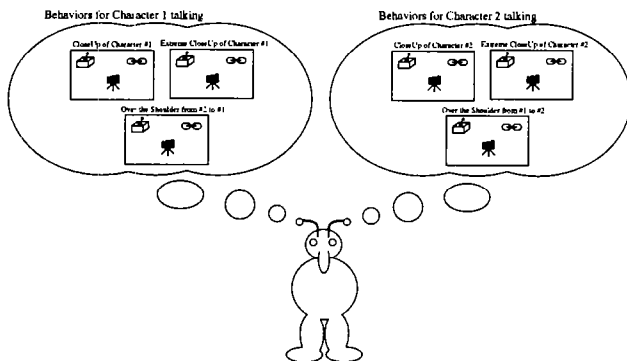 Behaviors for Character 1 talking
CloseUp of Character #1 Extreme CloseUp of Character #1
Over the Shoulder from #2 to #1
Behaviors for Character 2 talking
CloseUp of Character #2 Extreme CloseUp of Character #2
Over the Shoulder from #1 to #2